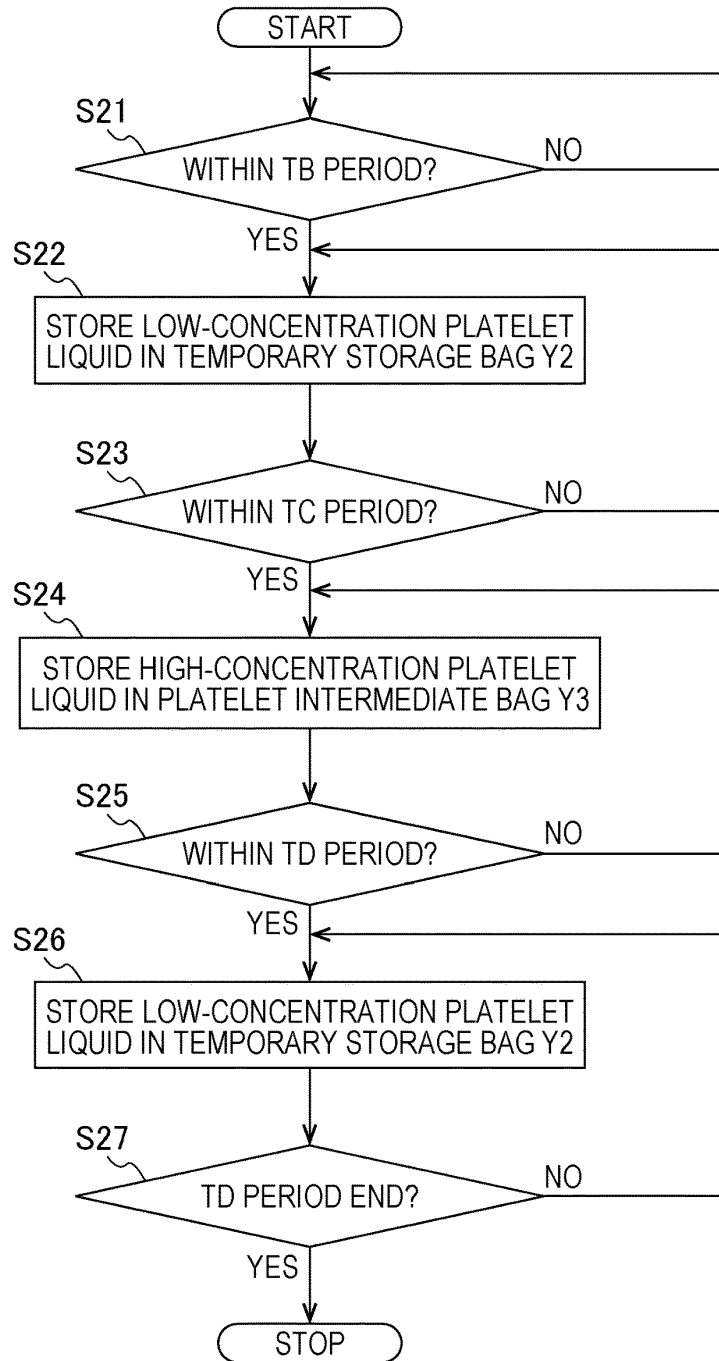 START
S21
WITHIN TB PERIOD?
NO
YES
S22
STORE LOW-CONCENTRATION PLATELET
LIQUID IN TEMPORARY STORAGE BAG Y2
S23
WITHIN TC PERIOD?
NO
YES
S24
STORE HIGH-CONCENTRATION PLATELET
LIQUID IN PLATELET INTERMEDIATE BAG Y3
S25
WITHIN TD PERIOD?
NO
YES
S26
STORE LOW-CONCENTRATION PLATELET
LIQUID IN TEMPORARY STORAGE BAG Y2
S27
TD PERIOD END?
NO
YES
STOP